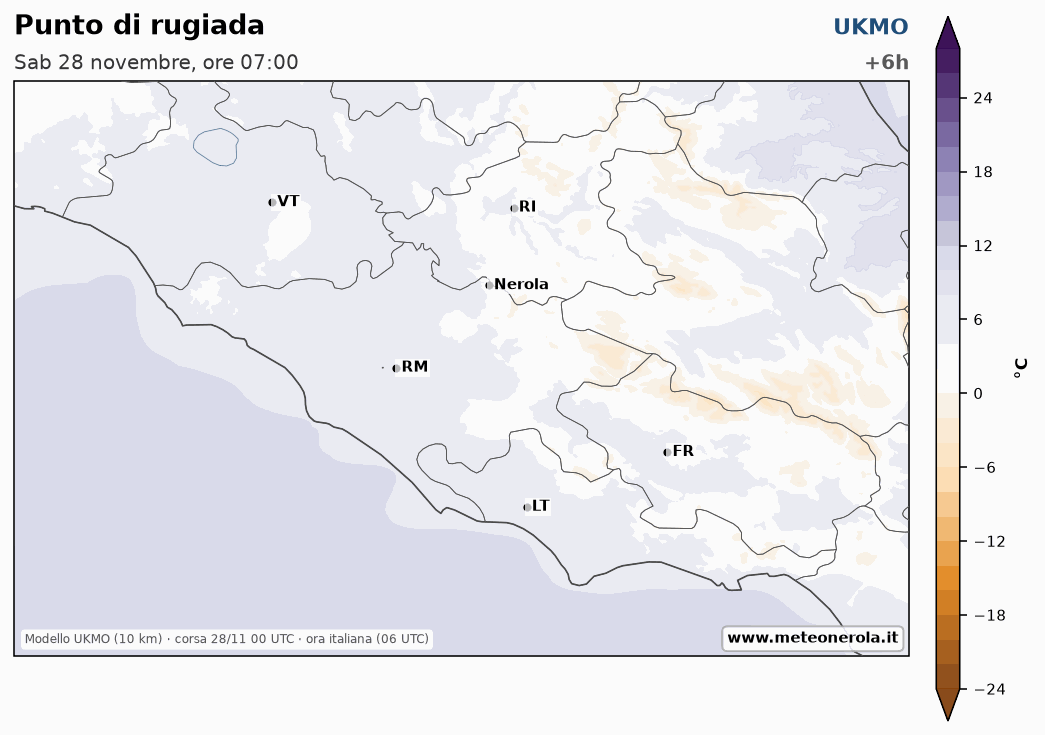 Punto di rugiada
UKMO
Sab 28 novembre, ore 07:00
+6h
VT
RI
Nerola
RM
FR
LT
Modello UKMO (10 km) · corsa 28/11 00 UTC · ora italiana (06 UTC)
www.meteonerola.it
24
18
12
6
0
−6
−12
−18
−24
°C